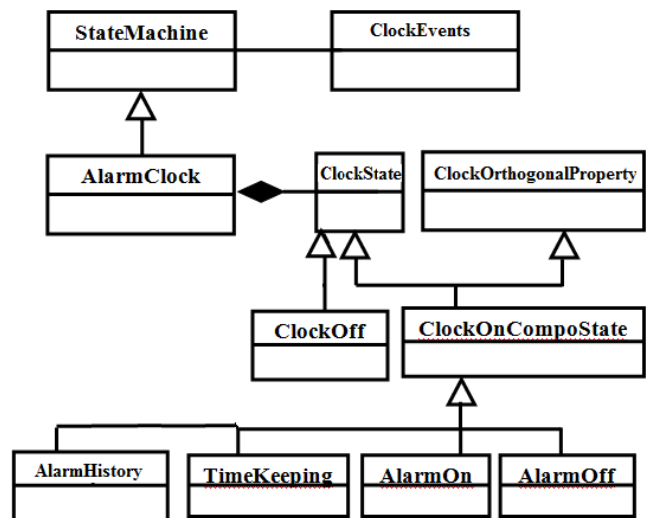 StateMachine
ClockEvents
AlarmClock
ClockState
ClockOrthogonalProperty
ClockOff
ClockOnCompoState
AlarmHistory
TimeKeeping
AlarmOn
AlarmOff